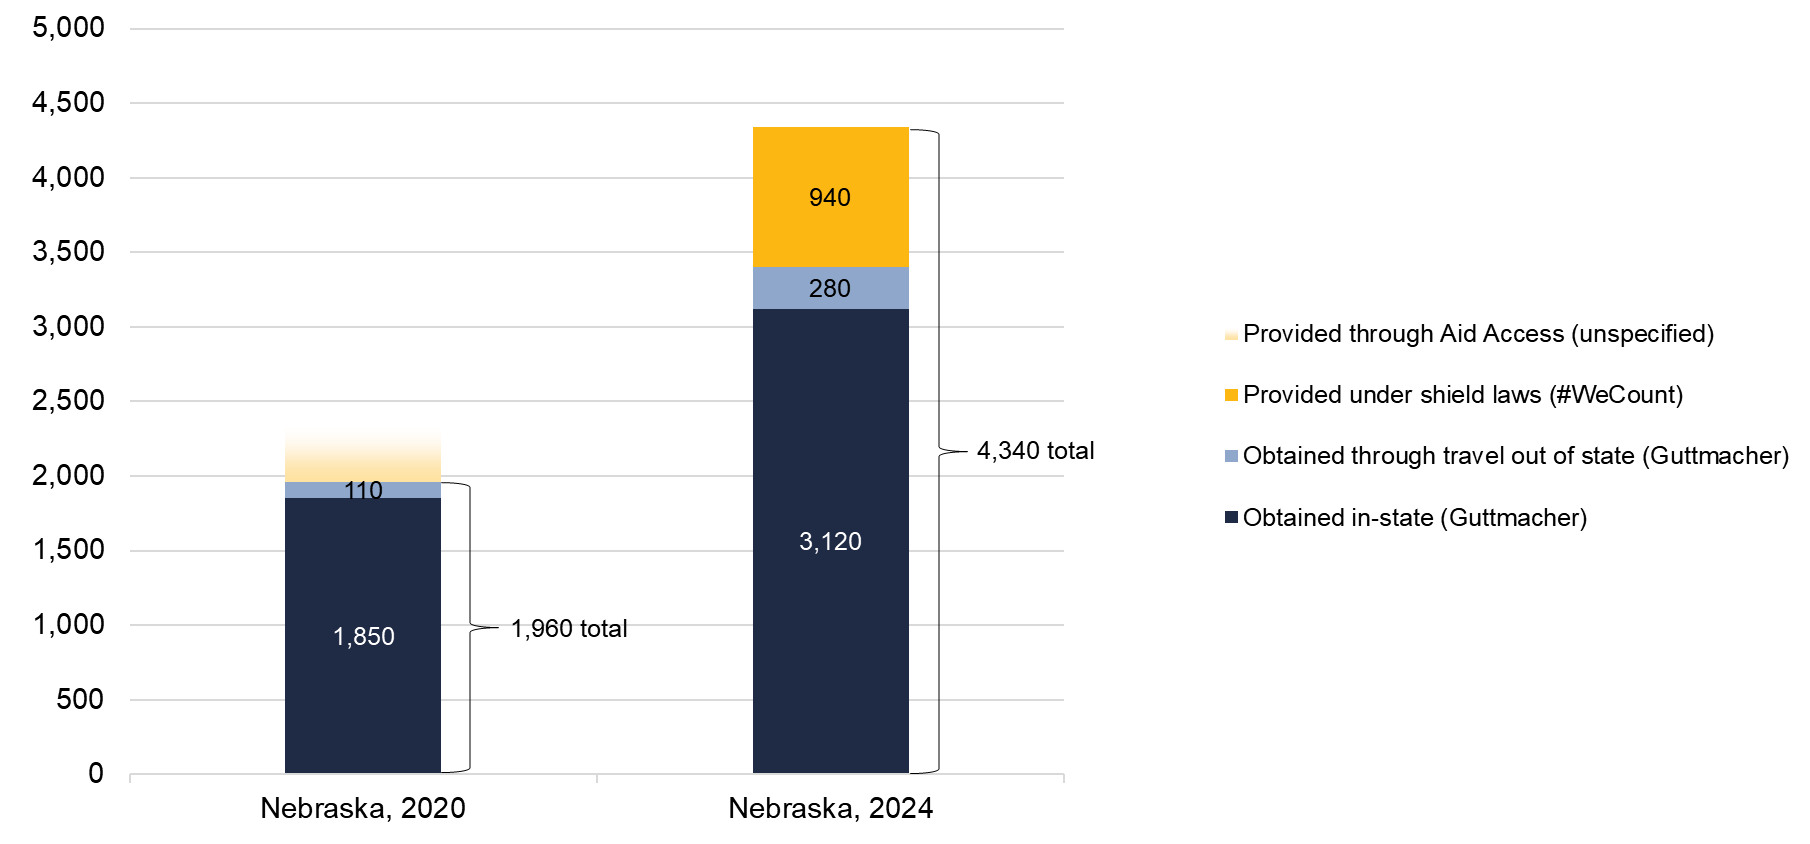 5,000
4,500
4,000
3,500
3,000
2,500
2,000
1,500
1,000
500
0
110
1,850
1,960 total
940
280
3,120
4,340 total
Nebraska, 2020
Nebraska, 2024
Provided through Aid Access (unspecified)
Provided under shield laws (#WeCount)
Obtained through travel out of state (Guttmacher)
Obtained in-state (Guttmacher)